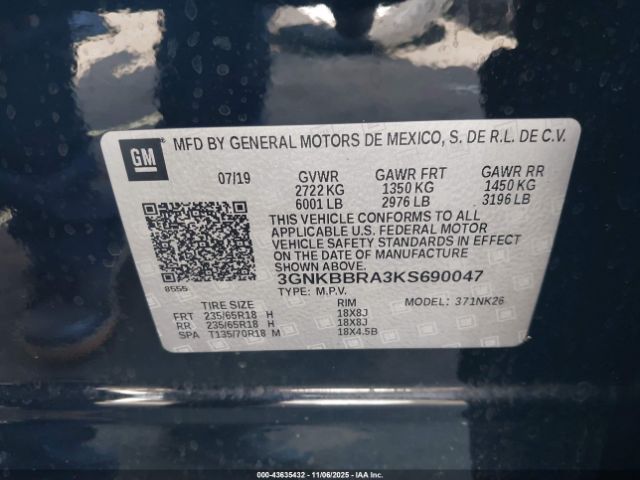 GM
MFD BY GENERAL MOTORS DE MEXICO, S. DE R.L. DE C.V.
07/19 GVWR GAWR FRT GAWR RR
2722 KG 1350 KG 1450 KG
6001 LB 2976 LB 3196 LB
THIS VEHICLE CONFORMS TO ALL
APPLICABLE U.S. FEDERAL MOTOR
VEHICLE SAFETY STANDARDS IN EFFECT
ON THE DATE OF MANUFACTURE
SHOWN ABOVE.
8555
3GNKBBRA3KS690047
TYPE: M.P.V. MODEL: 371NK26
TIRE SIZE RIM
FRT 235/65R18 H 18X8J
RR 235/65R18 H 18X8J
SPA T135/70R18 M 18X4.5B
© IAA 0000-43635432 - 11/06/2025 - IAAI.COM